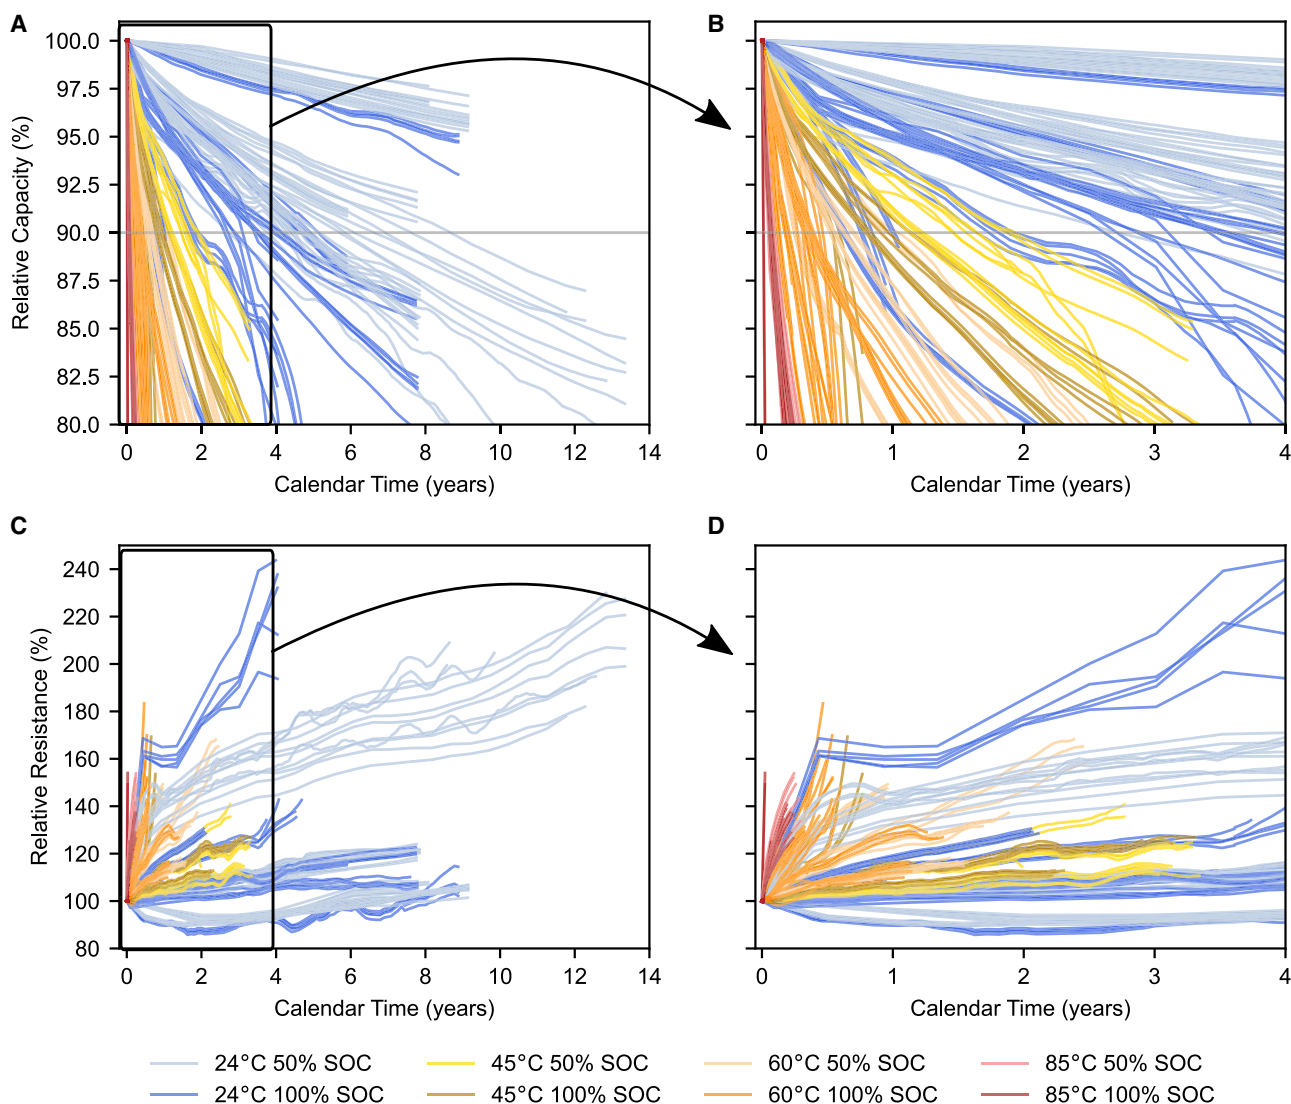 A
B
Relative Capacity (%)
100.0
97.5
95.0
92.5
90.0
87.5
85.0
82.5
80.0
0 2 4 6 8 10 12 14
0 1 2 3 4
Calendar Time (years)
Calendar Time (years)
C
D
Relative Resistance (%)
240
220
200
180
160
140
120
100
80
0 2 4 6 8 10 12 14
0 1 2 3 4
Calendar Time (years)
Calendar Time (years)
24°C 50% SOC 45°C 50% SOC 60°C 50% SOC 85°C 50% SOC
24°C 100% SOC 45°C 100% SOC 60°C 100% SOC 85°C 100% SOC